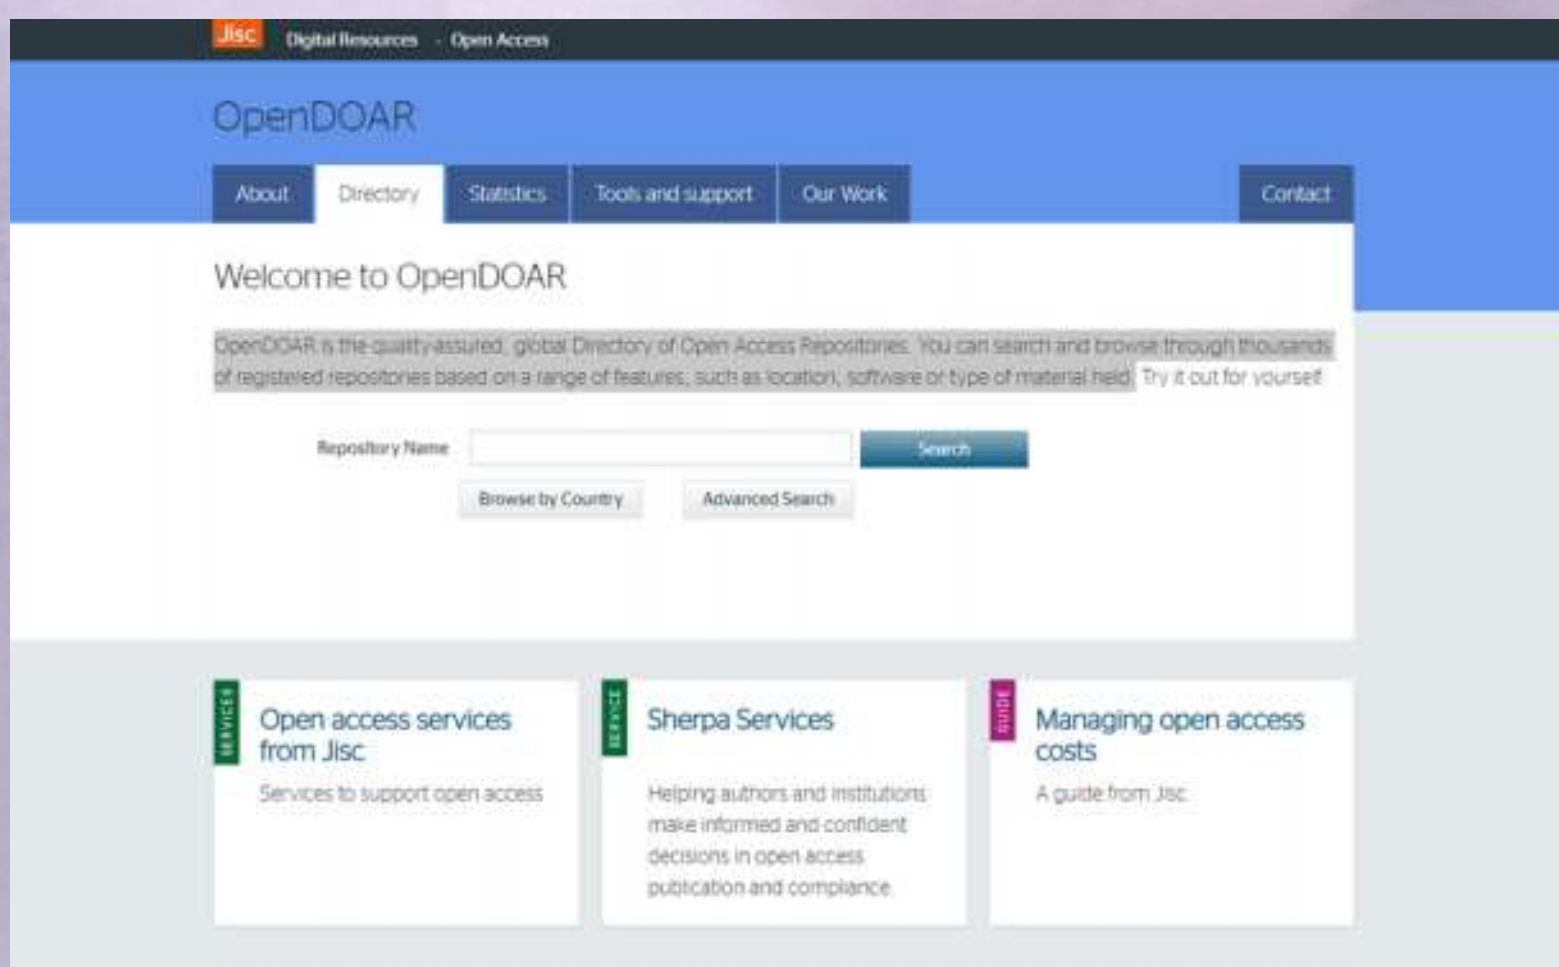 Jisc Digital Resources - Open Access
OpenDOAR
About Directory Statistics Tools and support Our Work Contact
Welcome to OpenDOAR
OpenDOAR is the quality-assured, global Directory of Open Access Repositories. You can search and browse through thousands
of registered repositories based on a range of features, such as location, software or type of material held. Try it out for yourself
Repository Name Search
Browse by Country Advanced Search
SERVICES
Open access services
from Jisc
Services to support open access
SERVICE
Sherpa Services
Helping authors and institutions
make informed and confident
decisions in open access
publication and compliance.
GUIDE
Managing open access
costs
A guide from Jisc